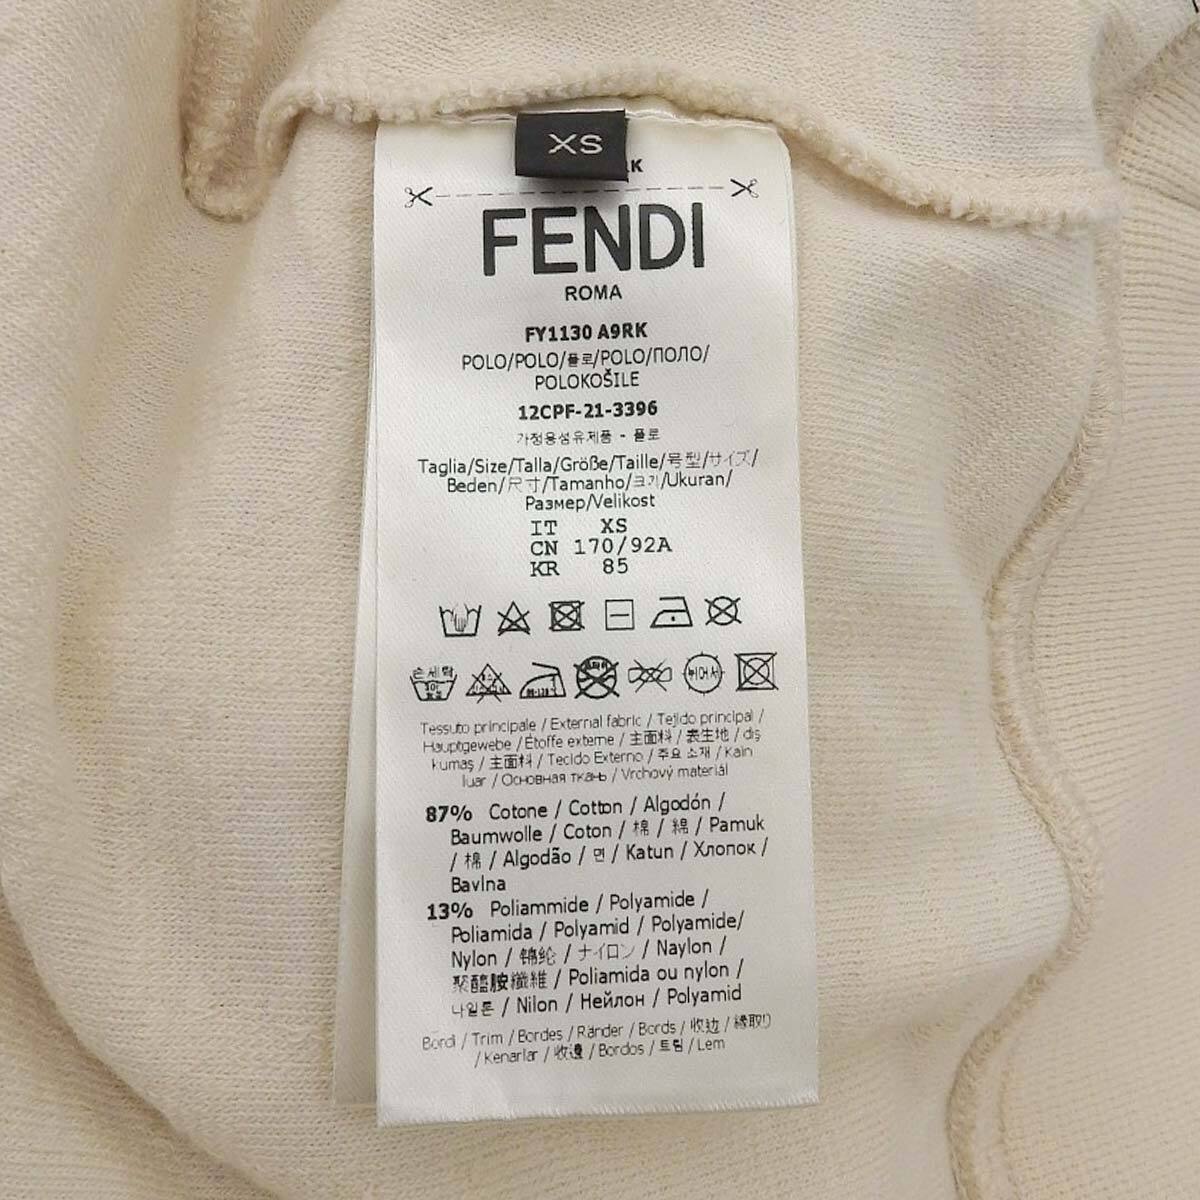 XS
RK
FENDI
ROMA
FY1130 A9RK
POLO/POLO/폴로/POLO/ПОЛО/
POLOKOŠILE
12CPF-21-3396
가정용섬유제품 - 폴로
Taglia/Size/Talla/Größe/Taille/号型/サイズ/
Beden/尺寸/Tamanho/크기/Ukuran/
Размер/Velikost
IT XS
CN 170/92A
KR 85
손세탁
뉘어서
Tessuto principale / External fabric / Tejido principal /
Hauptgewebe / Étoffe externe / 主面料 / 表生地 / dış
kumaş / 主面料 / Tecido Externo / 주요 소재 / Kain
luar / Основная ткань / Vrchový materiál
87% Cotone / Cotton / Algodón /
Baumwolle / Coton / 棉 / 綿 / Pamuk
/ 棉 / Algodão / 면 / Katun / Хлопок /
Bavlna
13% Poliammide / Polyamide /
Poliamida / Polyamid / Polyamide/
Nylon / 锦纶 / ナイロン / Naylon /
聚醯胺纖維 / Poliamida ou nylon /
나일론 / Nilon / Нейлон / Polyamid
Bordi / Trim / Bordes / Ränder / Bords / 收边 / 縁取り
/ Kenarlar / 收邊 / Bordos / 트림 / Lem